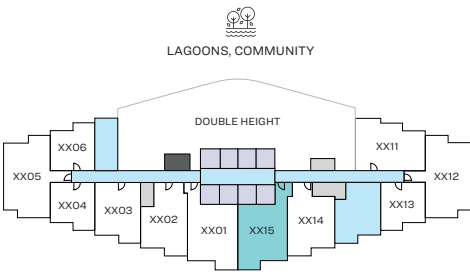 LAGOONS, COMMUNITY
DOUBLE HEIGHT
XX06
XX11
XX05
XX12
XX04
XX03
XX02
XX01
XX15
XX14
XX13